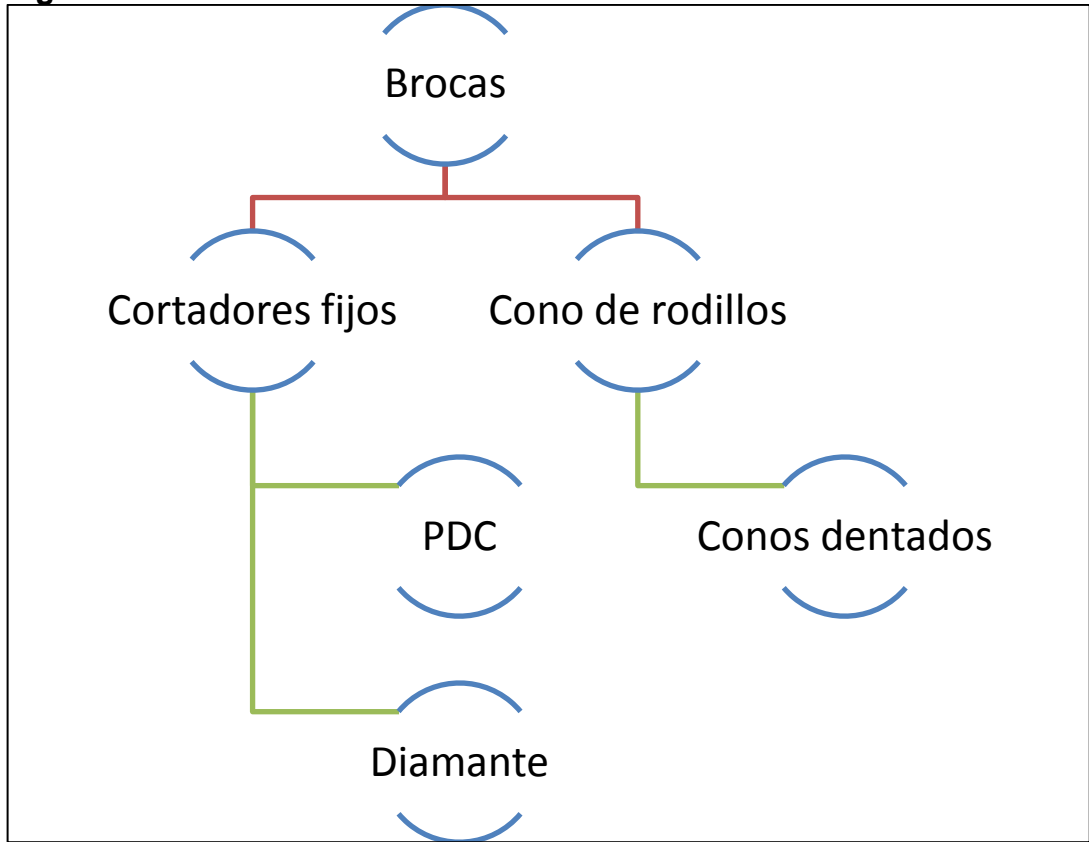 Brocas
Cortadores fijos
Cono de rodillos
PDC
Conos dentados
Diamante